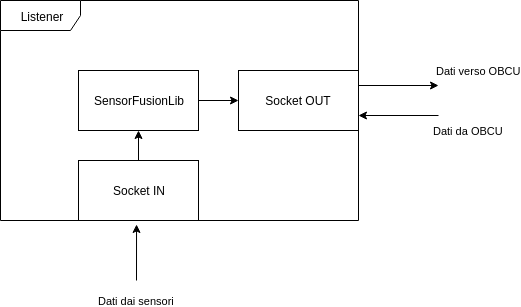 Listener
Dati verso OBCU
SensorFusionLib
Socket OUT
Dati da OBCU
Socket IN
Dati dai sensori